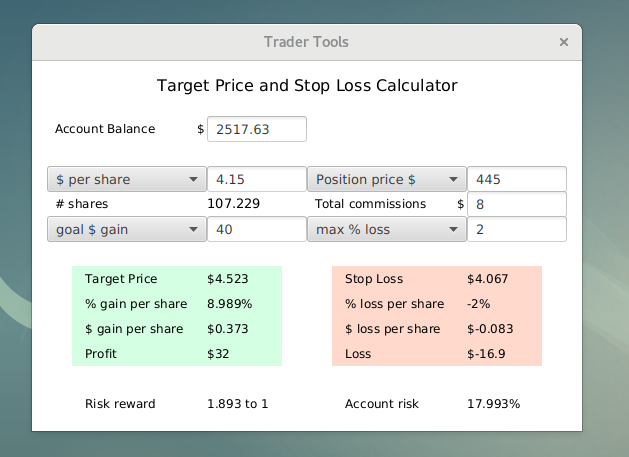 Trader Tools
Target Price and Stop Loss Calculator
Account Balance $ 2517.63
$ per share 4.15 Position price $ 445
# shares 107.229 Total commissions $ 8
goal $ gain 40 max % loss 2
Target Price $4.523 Stop Loss $4.067
% gain per share 8.989% % loss per share -2%
$ gain per share $0.373 $ loss per share $-0.083
Profit $32 Loss $-16.9
Risk reward 1.893 to 1 Account risk 17.993%